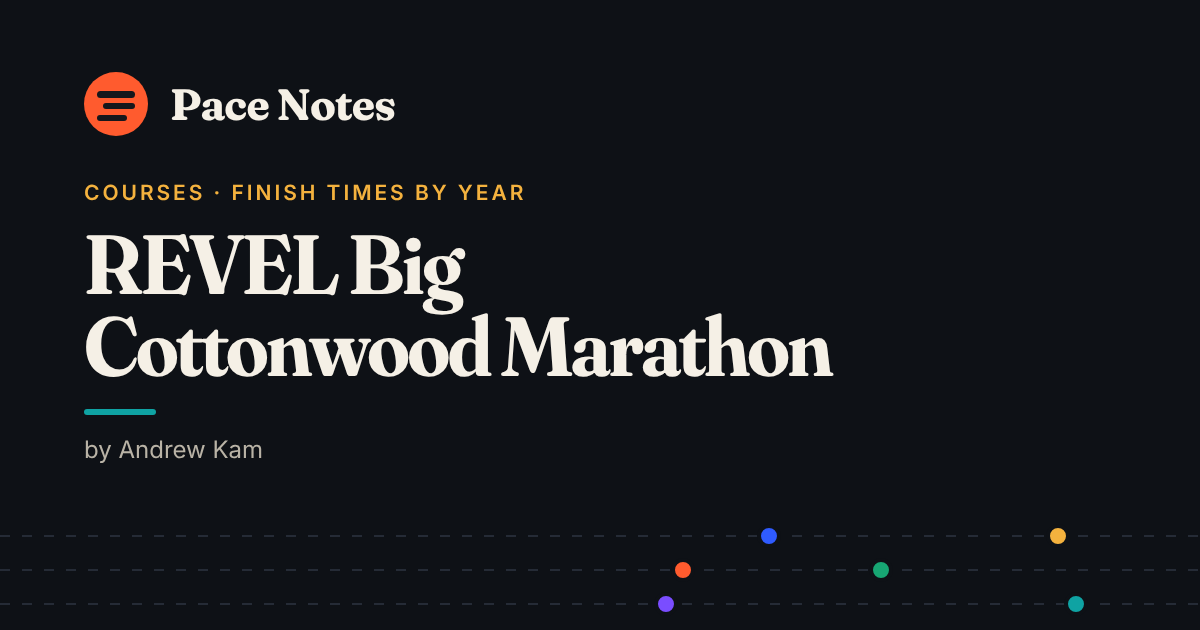 Pace Notes
COURSES · FINISH TIMES BY YEAR
REVEL Big
Cottonwood Marathon
by Andrew Kam